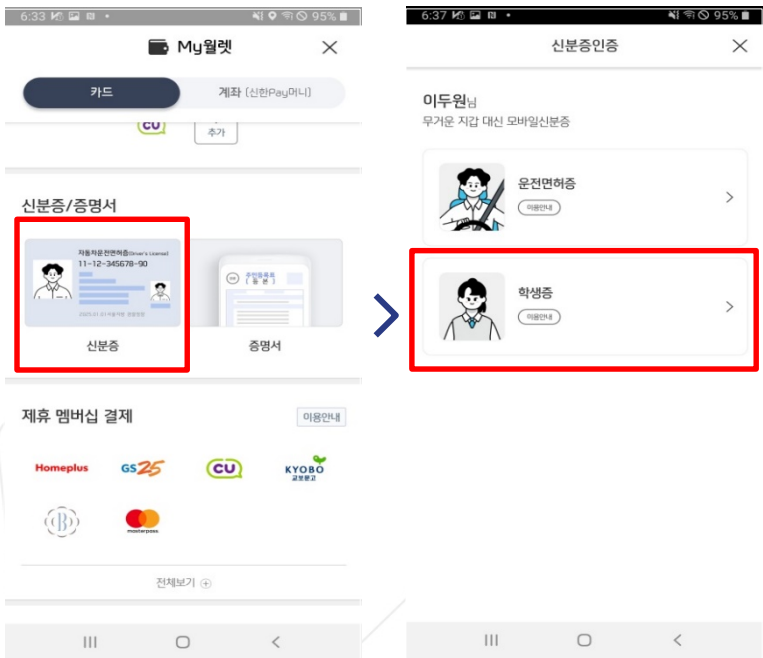 6:33
95%
My월렛
카드
계좌 (신한Pay머니)
CU
추가
신분증/증명서
자동차운전면허증(Driver's License)
11-12-345678-90
주민등록표
( 등 본 )
신분증
증명서
제휴 멤버십 결제
이용안내
Homeplus
GS25
CU
KYOBO
교보문고
B
masterpass
전체보기
6:37
95%
신분증인증
이두원님
무거운 지갑 대신 모바일신분증
운전면허증
이용안내
학생증
이용안내